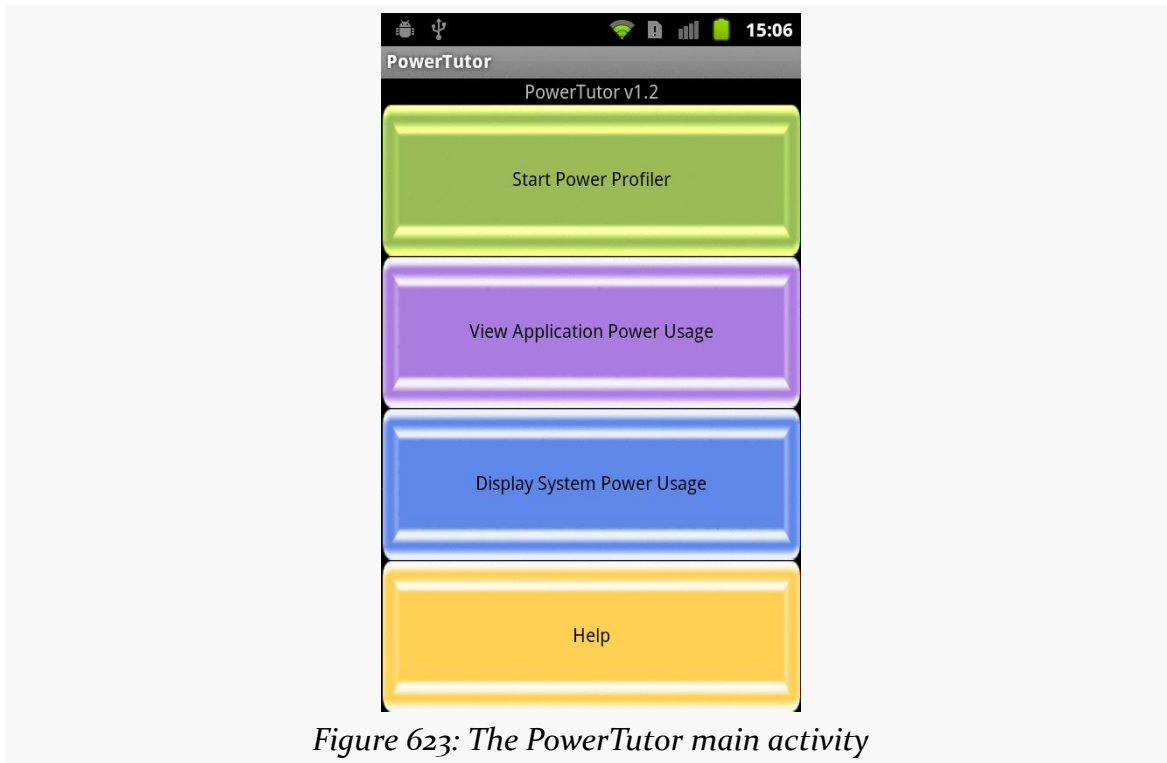 15:06
PowerTutor
PowerTutor v1.2
Start Power Profiler
View Application Power Usage
Display System Power Usage
Help
Figure 623: The PowerTutor main activity